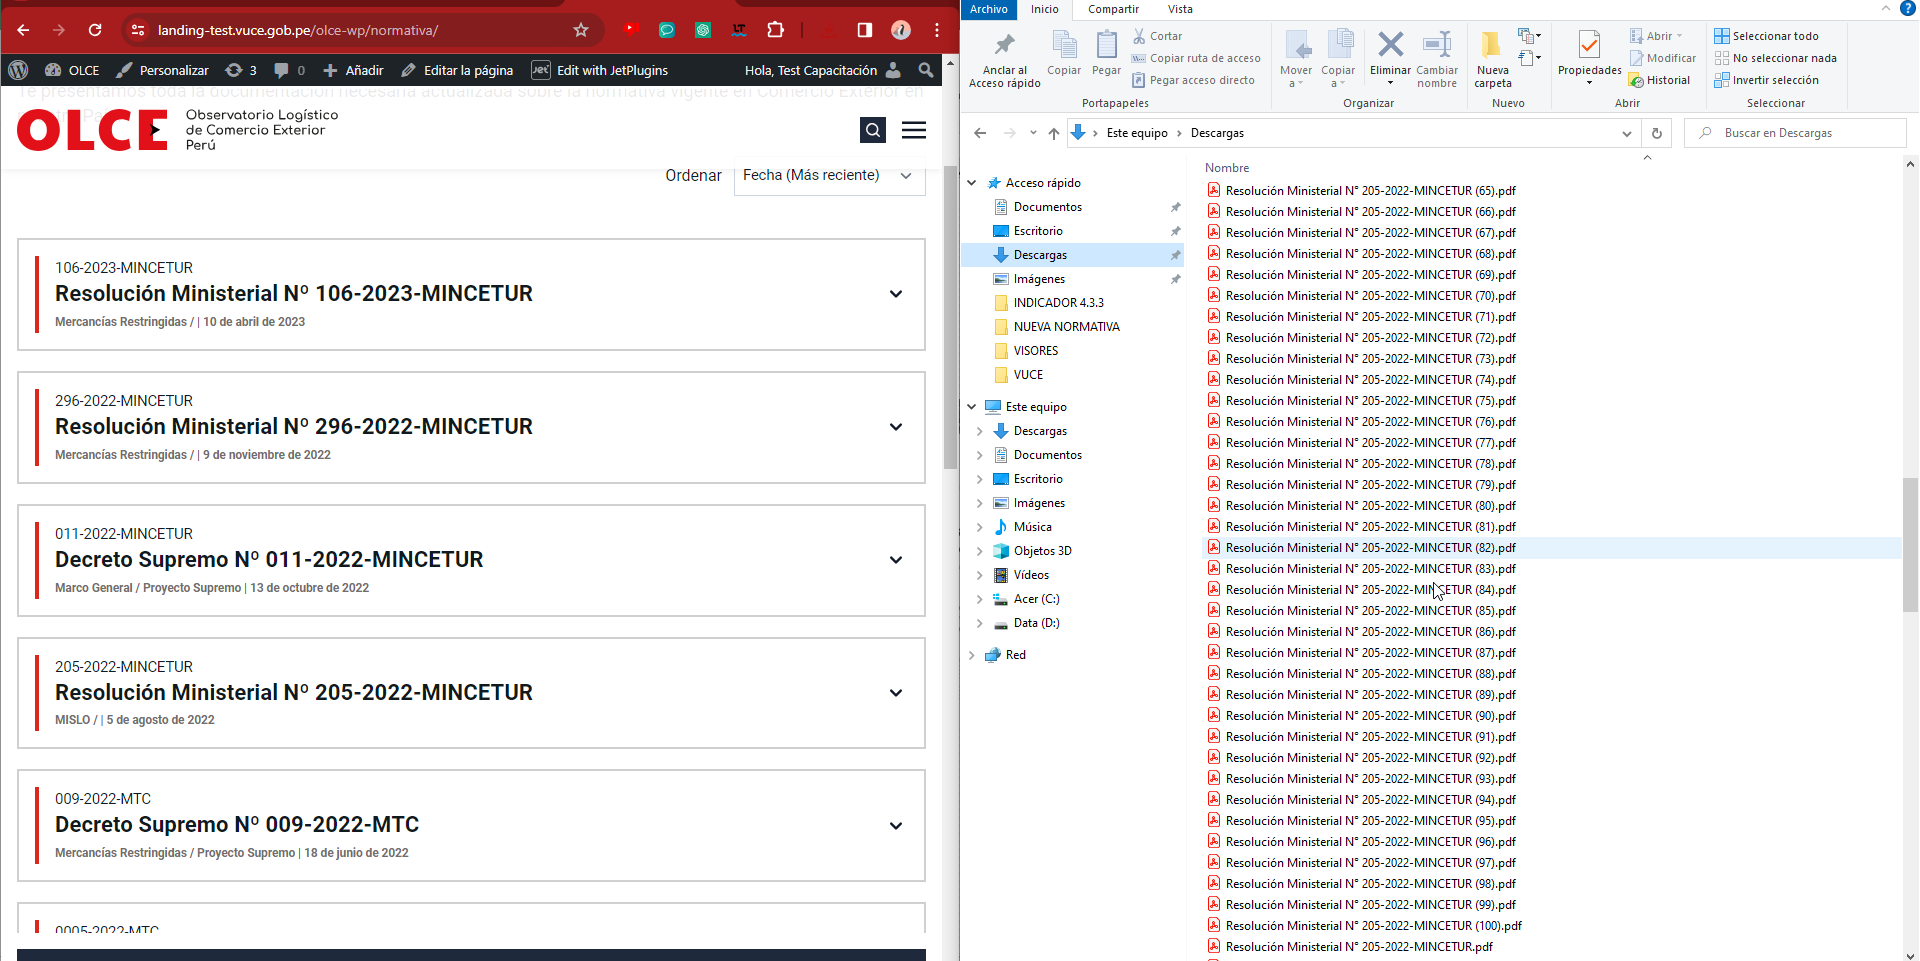 landing-test.vuce.gob.pe/olce-wp/normativa/
OLCE
Personalizar
3
0
Añadir
Editar la página
Edit with JetPlugins
Hola, Test Capacitación
Te presentamos toda la documentación necesaria actualizada sobre la normativa vigente en Comercio Exterior en
OLCE
Observatorio Logístico
de Comercio Exterior
Perú
Ordenar
Fecha (Más reciente)
106-2023-MINCETUR
Resolución Ministerial Nº 106-2023-MINCETUR
Mercancías Restringidas / | 10 de abril de 2023
296-2022-MINCETUR
Resolución Ministerial Nº 296-2022-MINCETUR
Mercancías Restringidas / | 9 de noviembre de 2022
011-2022-MINCETUR
Decreto Supremo Nº 011-2022-MINCETUR
Marco General / Proyecto Supremo | 13 de octubre de 2022
205-2022-MINCETUR
Resolución Ministerial Nº 205-2022-MINCETUR
MISLO / | 5 de agosto de 2022
009-2022-MTC
Decreto Supremo Nº 009-2022-MTC
Mercancías Restringidas / Proyecto Supremo | 18 de junio de 2022
0005-2022-MTC
Archivo
Inicio
Compartir
Vista
Anclar al
Acceso rápido
Copiar
Pegar
Cortar
Copiar ruta de acceso
Pegar acceso directo
Portapapeles
Mover
a
Copiar
a
Eliminar
Cambiar
nombre
Organizar
Nueva
carpeta
Nuevo
Propiedades
Abrir
Modificar
Historial
Abrir
Seleccionar todo
No seleccionar nada
Invertir selección
Seleccionar
Este equipo
Descargas
Buscar en Descargas
Acceso rápido
Documentos
Escritorio
Descargas
Imágenes
INDICADOR 4.3.3
NUEVA NORMATIVA
VISORES
VUCE
Este equipo
Descargas
Documentos
Escritorio
Imágenes
Música
Objetos 3D
Vídeos
Acer (C:)
Data (D:)
Red
Nombre
Resolución Ministerial N° 205-2022-MINCETUR (65).pdf
Resolución Ministerial N° 205-2022-MINCETUR (66).pdf
Resolución Ministerial N° 205-2022-MINCETUR (67).pdf
Resolución Ministerial N° 205-2022-MINCETUR (68).pdf
Resolución Ministerial N° 205-2022-MINCETUR (69).pdf
Resolución Ministerial N° 205-2022-MINCETUR (70).pdf
Resolución Ministerial N° 205-2022-MINCETUR (71).pdf
Resolución Ministerial N° 205-2022-MINCETUR (72).pdf
Resolución Ministerial N° 205-2022-MINCETUR (73).pdf
Resolución Ministerial N° 205-2022-MINCETUR (74).pdf
Resolución Ministerial N° 205-2022-MINCETUR (75).pdf
Resolución Ministerial N° 205-2022-MINCETUR (76).pdf
Resolución Ministerial N° 205-2022-MINCETUR (77).pdf
Resolución Ministerial N° 205-2022-MINCETUR (78).pdf
Resolución Ministerial N° 205-2022-MINCETUR (79).pdf
Resolución Ministerial N° 205-2022-MINCETUR (80).pdf
Resolución Ministerial N° 205-2022-MINCETUR (81).pdf
Resolución Ministerial N° 205-2022-MINCETUR (82).pdf
Resolución Ministerial N° 205-2022-MINCETUR (83).pdf
Resolución Ministerial N° 205-2022-MINCETUR (84).pdf
Resolución Ministerial N° 205-2022-MINCETUR (85).pdf
Resolución Ministerial N° 205-2022-MINCETUR (86).pdf
Resolución Ministerial N° 205-2022-MINCETUR (87).pdf
Resolución Ministerial N° 205-2022-MINCETUR (88).pdf
Resolución Ministerial N° 205-2022-MINCETUR (89).pdf
Resolución Ministerial N° 205-2022-MINCETUR (90).pdf
Resolución Ministerial N° 205-2022-MINCETUR (91).pdf
Resolución Ministerial N° 205-2022-MINCETUR (92).pdf
Resolución Ministerial N° 205-2022-MINCETUR (93).pdf
Resolución Ministerial N° 205-2022-MINCETUR (94).pdf
Resolución Ministerial N° 205-2022-MINCETUR (95).pdf
Resolución Ministerial N° 205-2022-MINCETUR (96).pdf
Resolución Ministerial N° 205-2022-MINCETUR (97).pdf
Resolución Ministerial N° 205-2022-MINCETUR (98).pdf
Resolución Ministerial N° 205-2022-MINCETUR (99).pdf
Resolución Ministerial N° 205-2022-MINCETUR (100).pdf
Resolución Ministerial N° 205-2022-MINCETUR.pdf